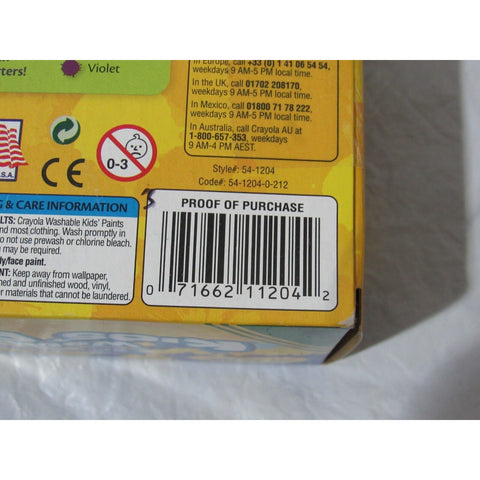 rters!
Violet
In Europe, call +33 (0) 1 41 06 54 54,
weekdays 9 AM-5 PM local time.
In the UK, call 01702 208170,
weekdays 9 AM-5 PM local time.
In Mexico, call 01800 71 78 222,
weekdays 9 AM-5 PM local time.
In Australia, call Crayola AU at
1-800-657-353, weekdays
9 AM-4 PM AEST.
Style#: 54-1204
Code#: 54-1204-0-212
.S.A.
CE
0-3
G & CARE INFORMATION
LTS: Crayola Washable Kids' Paints
nd most clothing. Wash promptly in
o not use prewash or chlorine bleach.
may be required.
dy/face paint.
NT: Keep away from wallpaper,
hed and unfinished wood, vinyl,
r materials that cannot be laundered.
PROOF OF PURCHASE
0 71662 11204 2